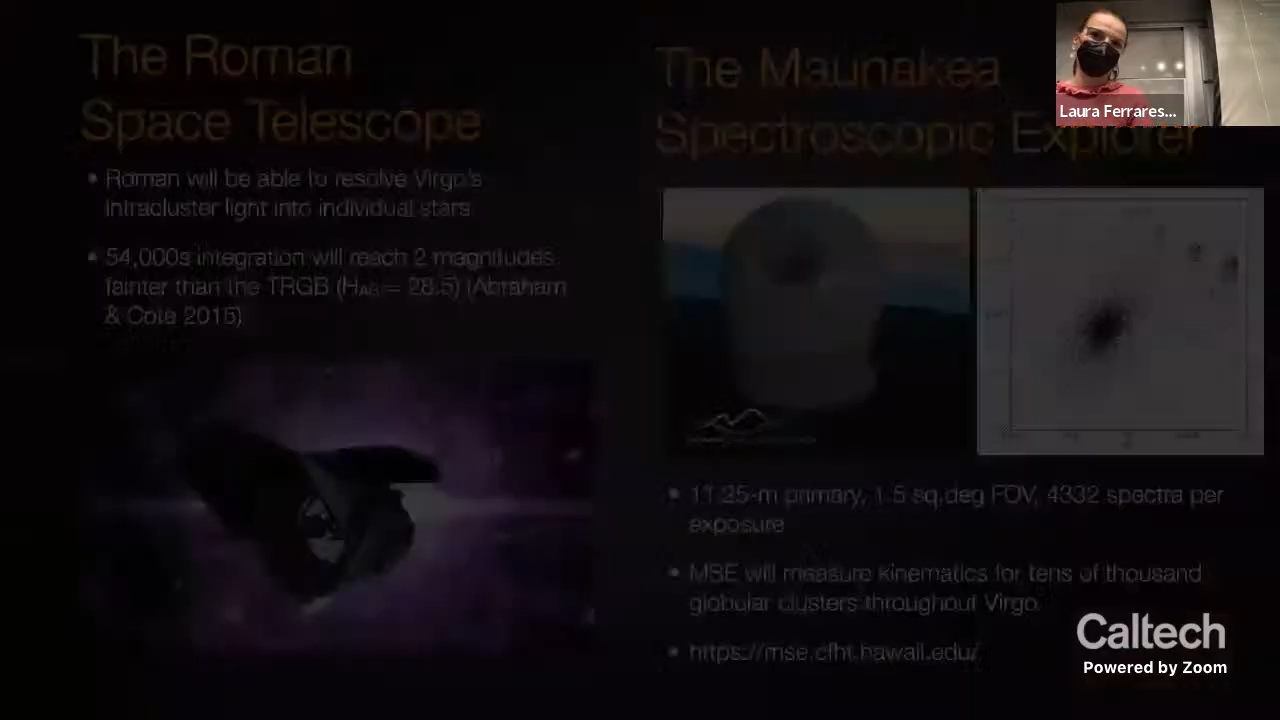 The Roman
Space Telescope
• Roman will be able to resolve Virgo's
intracluster light into individual stars
• 54,000s integration will reach 2 magnitudes
fainter than the TRGB (HAB = 28.5) (Abraham
& Cole 2015)
The Maunakea
Spectroscopic Explorer
Laura Ferrares...
• 11.25-m primary, 1.5 sq.deg FOV, 4332 spectra per
exposure
• MSE will measure kinematics for tens of thousand
globular clusters throughout Virgo.
• https://mse.cfht.hawaii.edu/
Caltech
Powered by Zoom